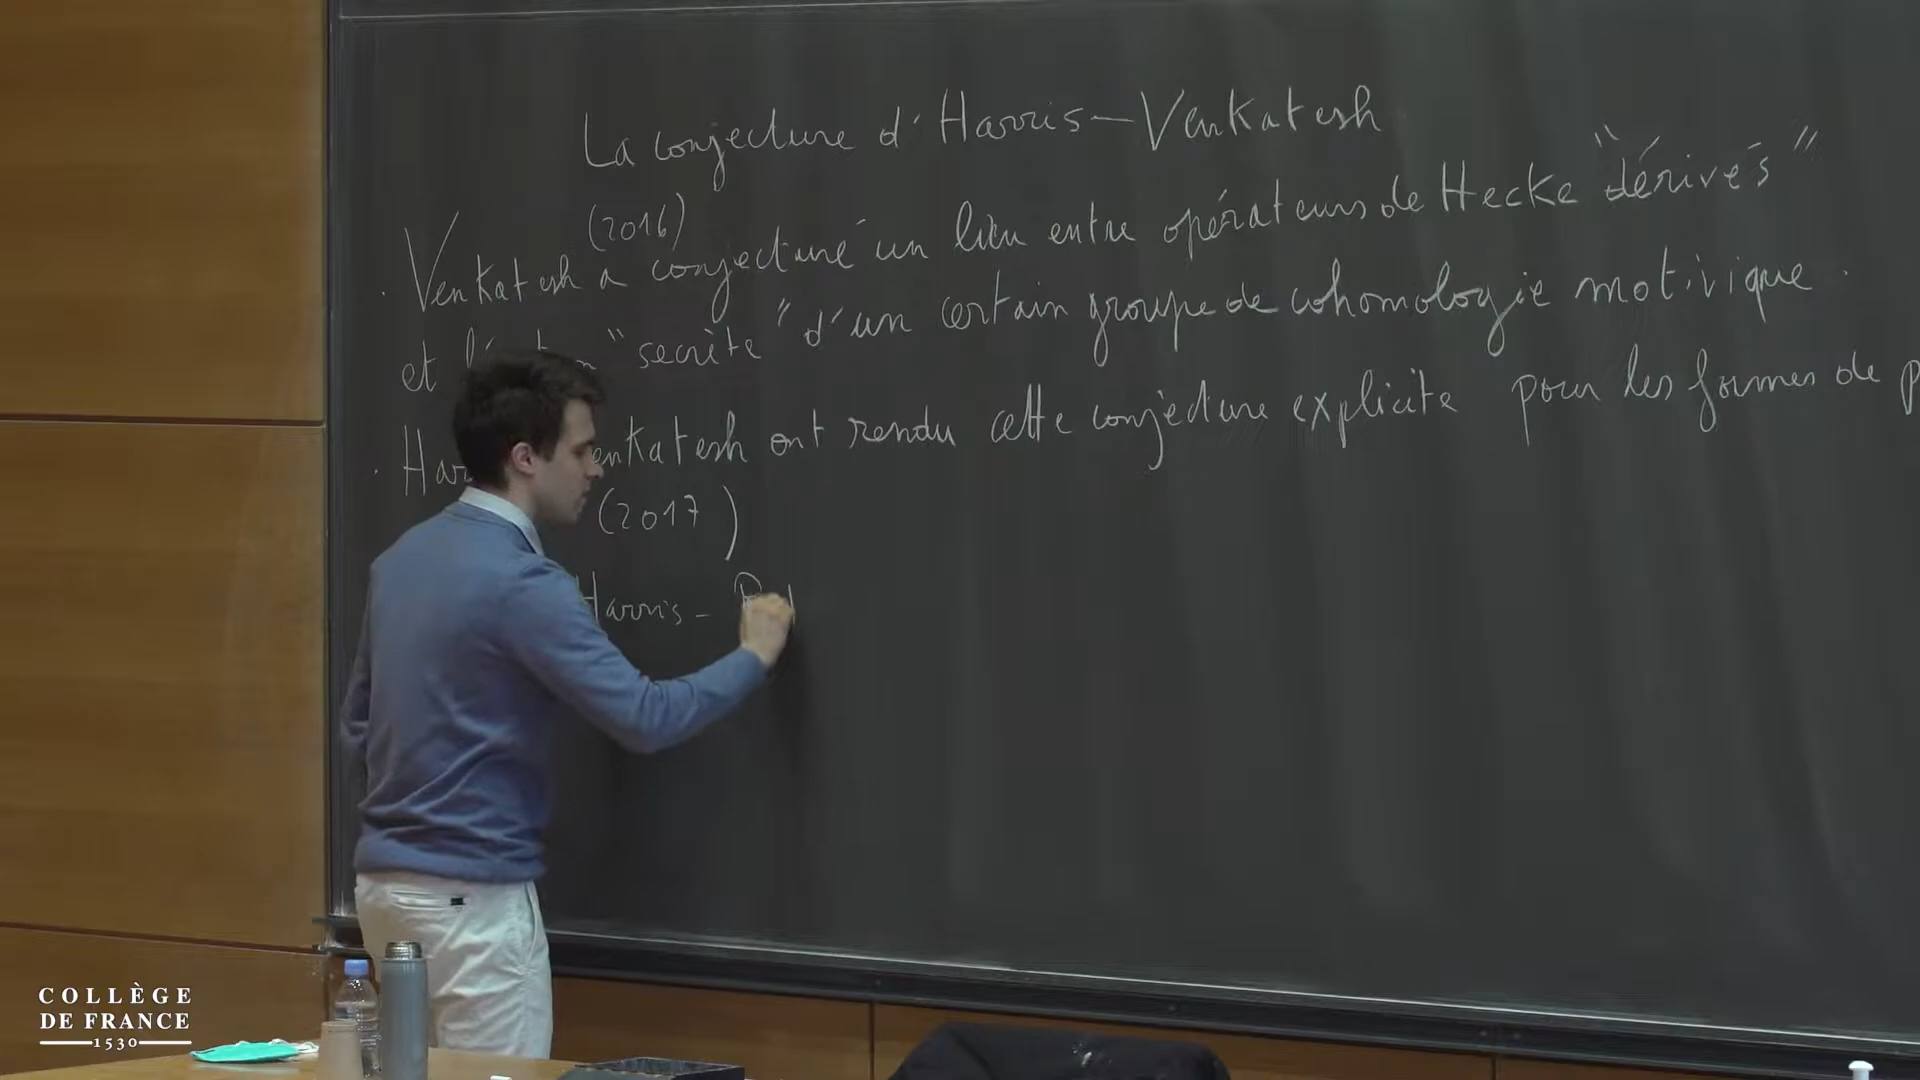 La conjecture d'Harris-Venkatesh
(2016)
. Venkatesh a conjecturé un lien entre opérateurs de Hecke "dérivés"
et "secrète" d'un certain groupe de cohomologie motivique.
. Venkatesh ont rendu cette conjecture explicite pour les formes de
(2017)
Harris -
COLLÈGE
DE FRANCE
1530